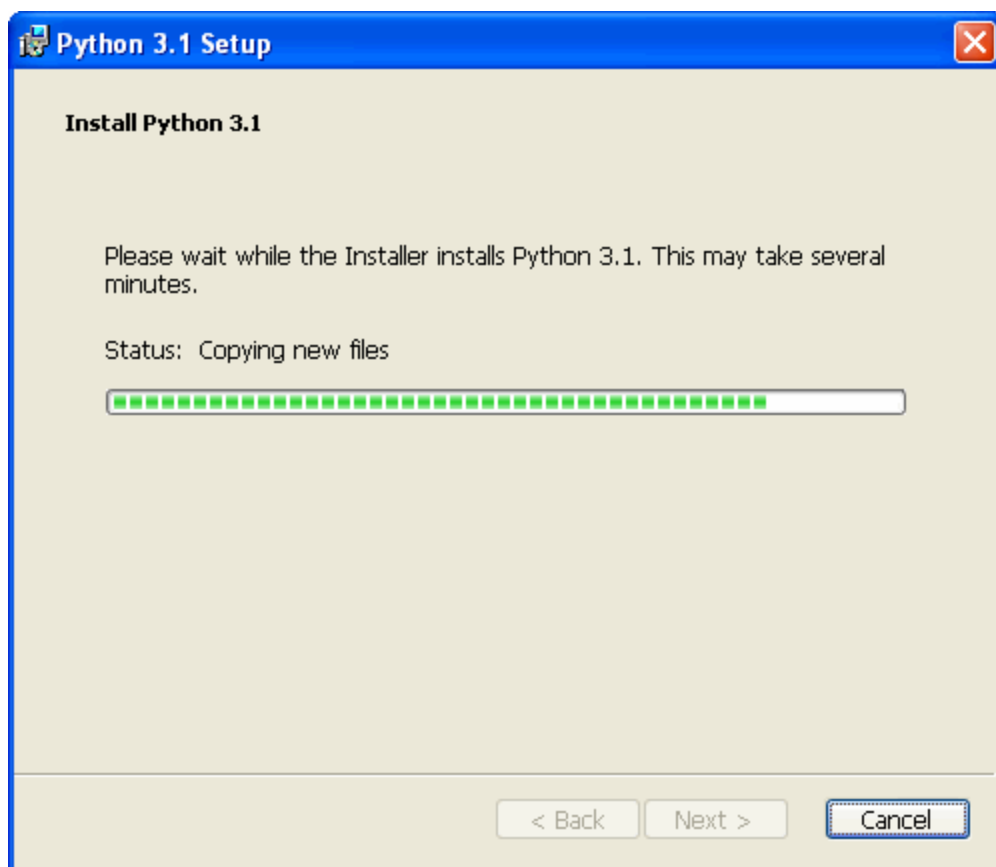 Python 3.1 Setup
Install Python 3.1
Please wait while the Installer installs Python 3.1. This may take several
minutes.
Status: Copying new files
< Back Next > Cancel